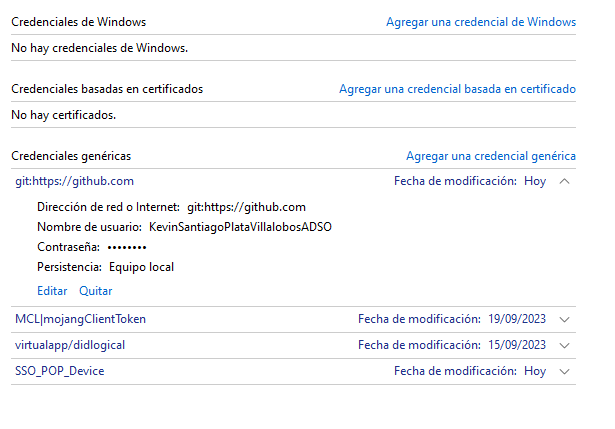 Credenciales de Windows Agregar una credencial de Windows
No hay credenciales de Windows.
Credenciales basadas en certificados Agregar una credencial basada en certificado
No hay certificados.
Credenciales genéricas Agregar una credencial genérica
git:https://github.com Fecha de modificación: Hoy
Dirección de red o Internet: git:https://github.com
Nombre de usuario: KevinSantiagoPlataVillalobosADSO
Contraseña: ••••••••
Persistencia: Equipo local
Editar Quitar
MCL|mojangClientToken Fecha de modificación: 19/09/2023
virtualapp/didlogical Fecha de modificación: 15/09/2023
SSO_POP_Device Fecha de modificación: Hoy